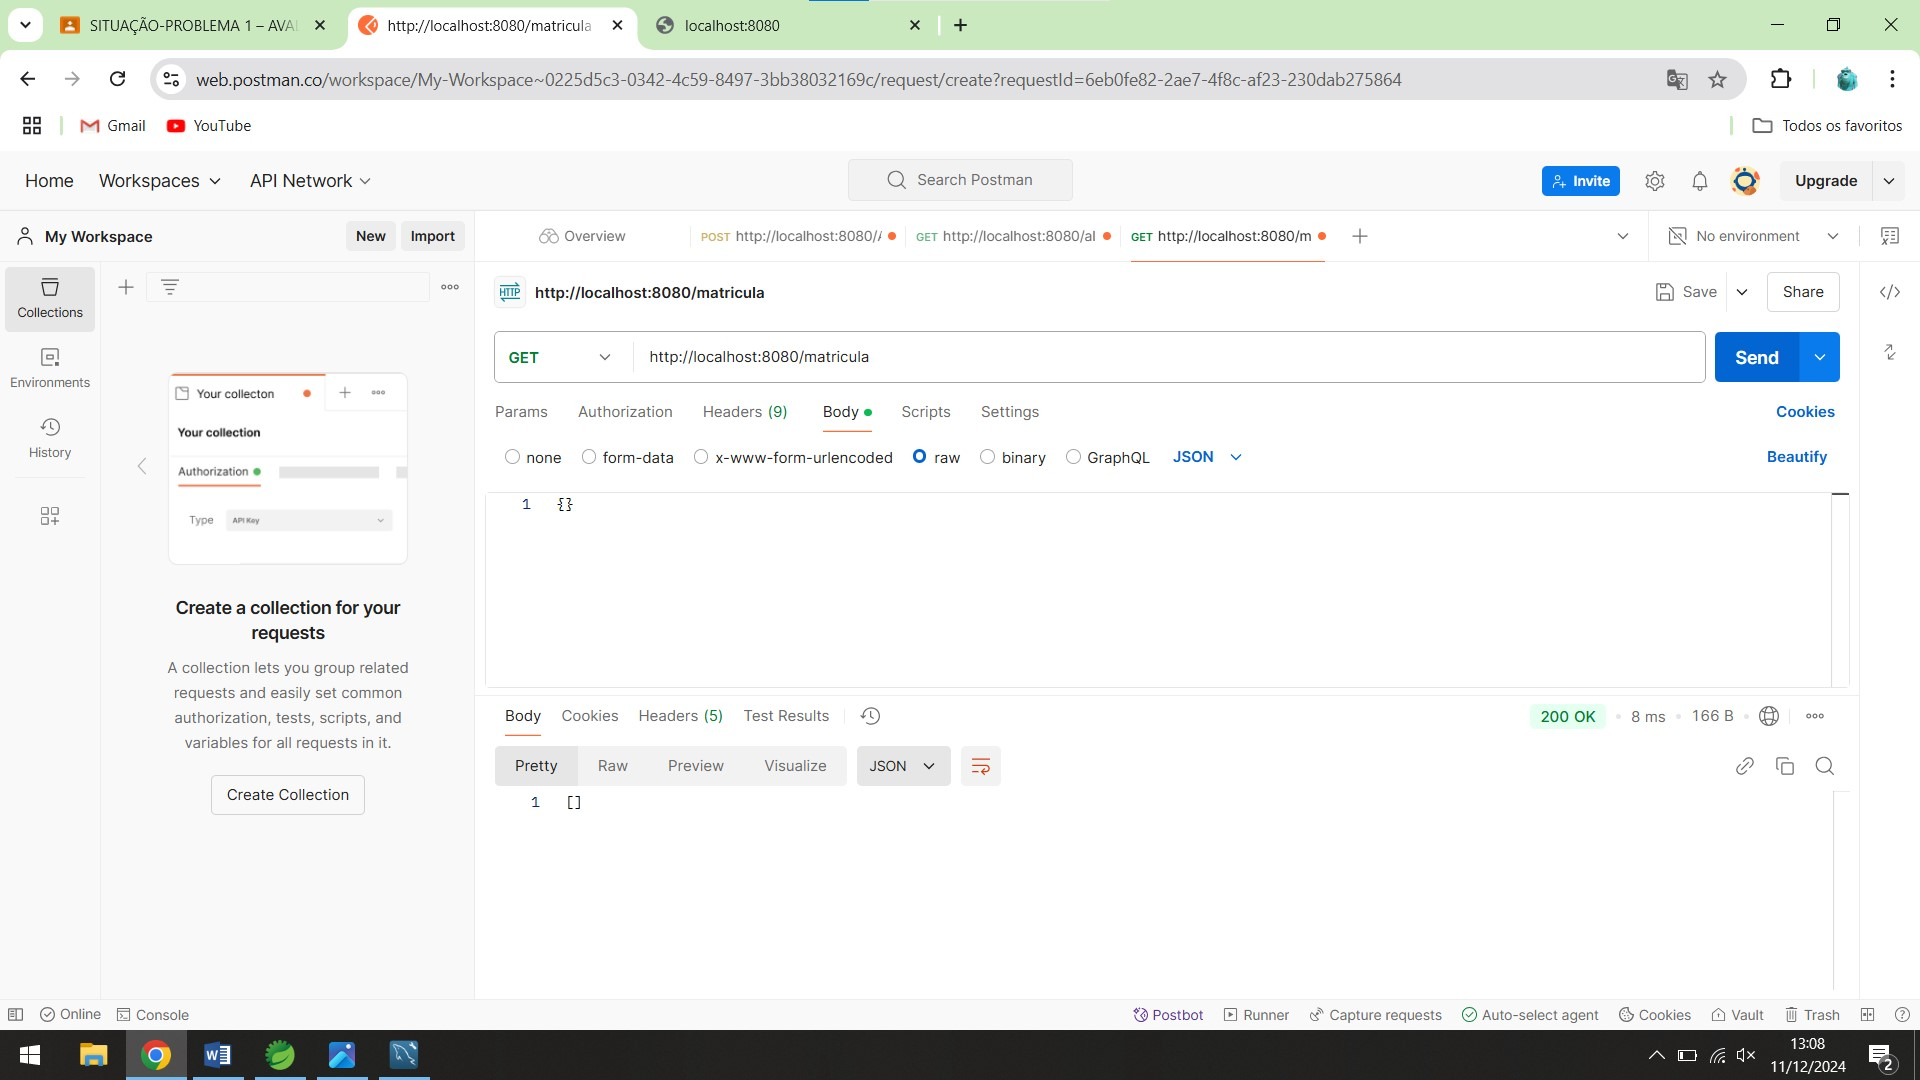 SITUAÇÃO-PROBLEMA 1 – AVAL
http://localhost:8080/matricula
localhost:8080
web.postman.co/workspace/My-Workspace~0225d5c3-0342-4c59-8497-3bb38032169c/request/create?requestId=6eb0fe82-2ae7-4f8c-af23-230dab275864
Gmail
YouTube
Todos os favoritos
Home
Workspaces
API Network
Search Postman
Invite
Upgrade
My Workspace
New
Import
Overview
POST http://localhost:8080/
GET http://localhost:8080/al
GET http://localhost:8080/m
No environment
Collections
Environments
History
Your collecton
Your collection
Authorization
Type
API Key
Create a collection for your
requests
A collection lets you group related
requests and easily set common
authorization, tests, scripts, and
variables for all requests in it.
Create Collection
HTTP
http://localhost:8080/matricula
Save
Share
GET
http://localhost:8080/matricula
Send
Params
Authorization
Headers (9)
Body
Scripts
Settings
Cookies
none
form-data
x-www-form-urlencoded
raw
binary
GraphQL
JSON
Beautify
1 {}
Body
Cookies
Headers (5)
Test Results
200 OK
8 ms
166 B
Pretty
Raw
Preview
Visualize
JSON
1 []
Online
Console
Postbot
Runner
Capture requests
Auto-select agent
Cookies
Vault
Trash
13:08
11/12/2024
2